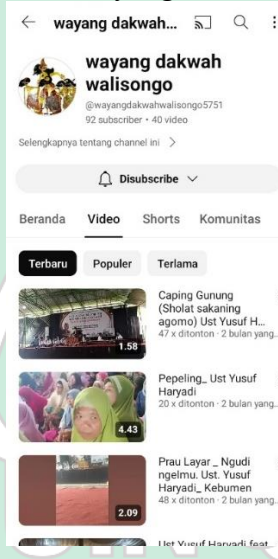 wayang dakwah...
wayang dakwah
walisongo
@wayangdakwahwalisongo5751
92 subscriber • 40 video
Selengkapnya tentang channel ini >
Disubscribe
Beranda Video Shorts Komunitas
Terbaru Populer Terlama
Caping Gunung
(Sholat sakaning
agomo) Ust Yusuf H...
47 x ditonton · 2 bulan yang..
1.58
Pepeling_ Ust Yusuf
Haryadi
20 x ditonton · 2 bulan yang..
4.43
Prau Layar _ Ngudi
ngelmu. Ust. Yusuf
Haryadi_ Kebumen
48 x ditonton · 2 bulan yang..
2.09
Ust Yusuf Haryadi feat